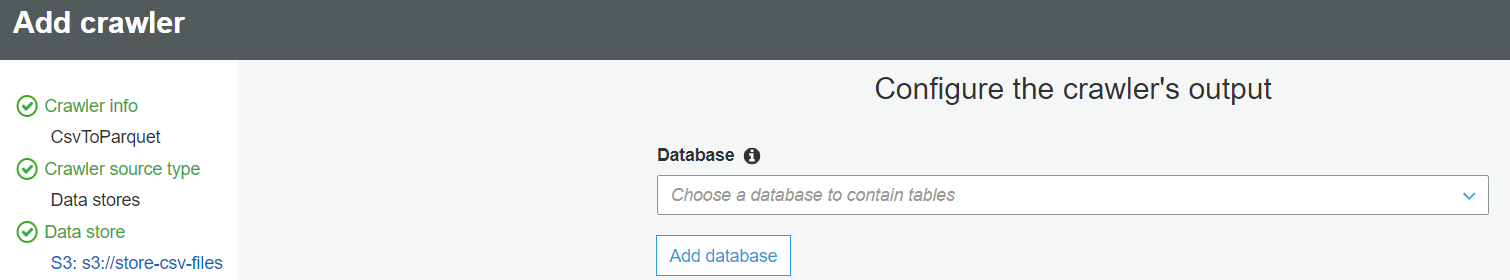 Add crawler
Crawler info
CsvToParquet
Crawler source type
Data stores
Data store
S3: s3://store-csv-files
Configure the crawler's output
Database
Choose a database to contain tables
Add database